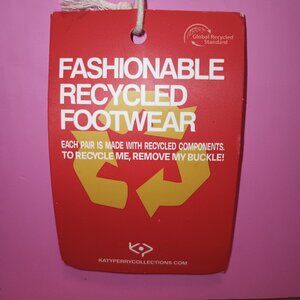 Global Recycled
Standard
FASHIONABLE
RECYCLED
FOOTWEAR
EACH PAIR IS MADE WITH RECYCLED COMPONENTS.
TO RECYCLE ME, REMOVE MY BUCKLE!
KATYPERRYCOLLECTIONS.COM